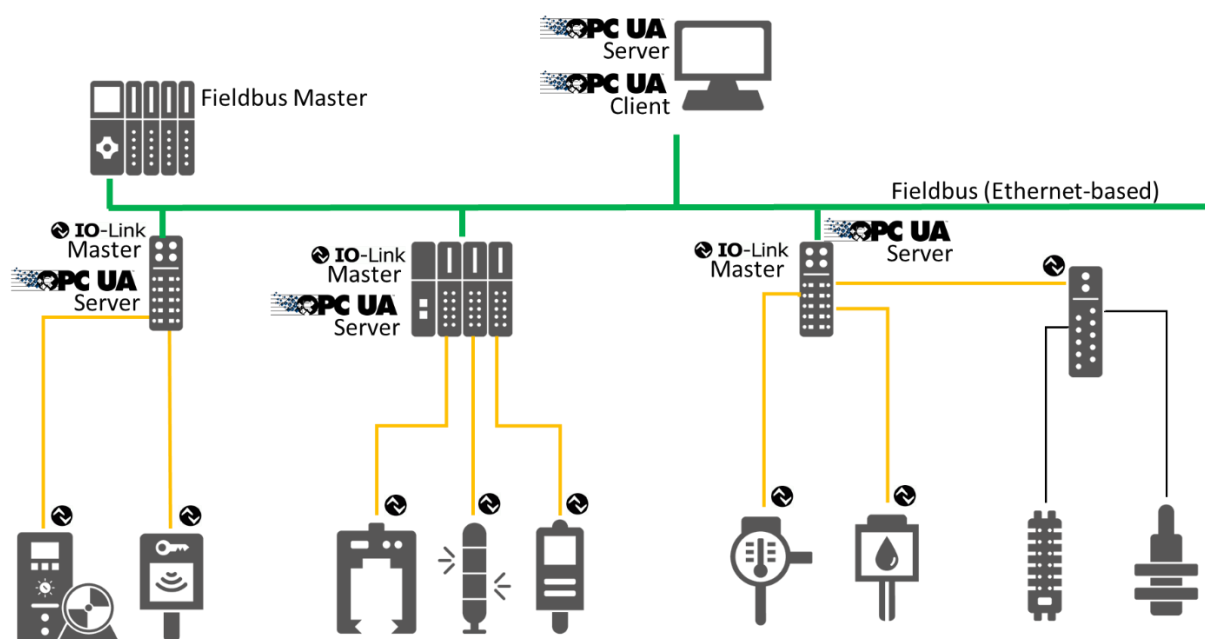 OPC UA
Server
OPC UA
Client
Fieldbus Master
Fieldbus (Ethernet-based)
IO-Link
Master
OPC UA
Server
IO-Link
Master
OPC UA
Server
IO-Link
Master
OPC UA
Server